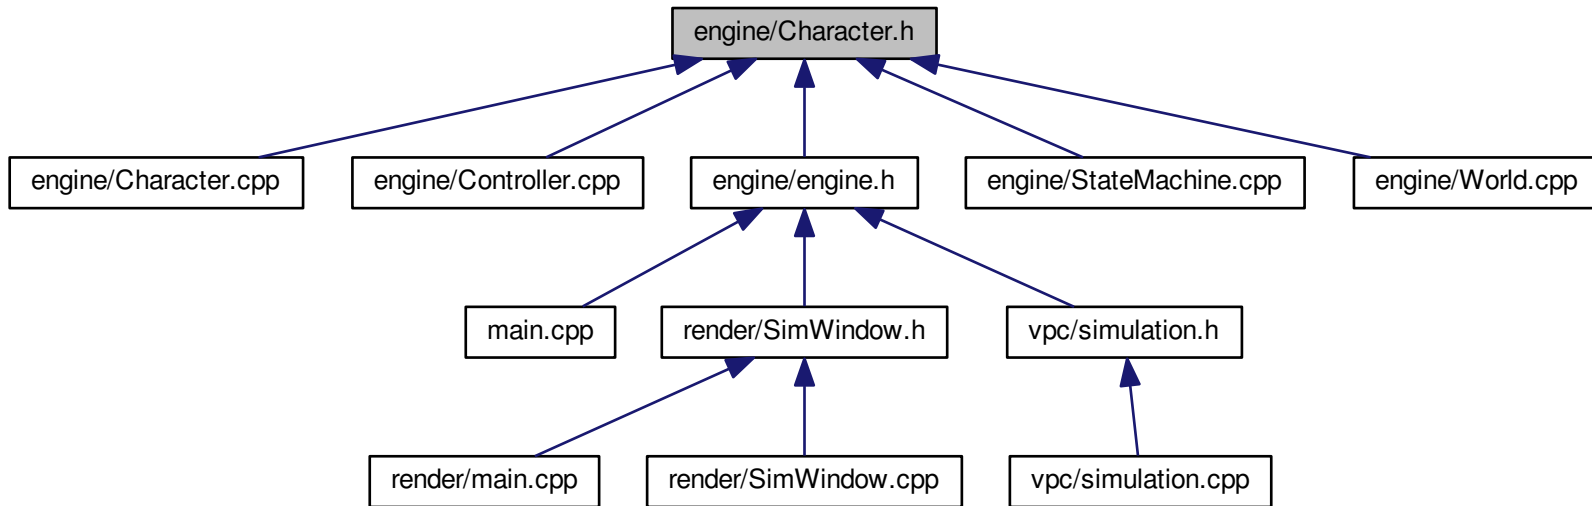 engine/Character.h
engine/Character.cpp
engine/Controller.cpp
engine/engine.h
engine/StateMachine.cpp
engine/World.cpp
main.cpp
render/SimWindow.h
vpc/simulation.h
render/main.cpp
render/SimWindow.cpp
vpc/simulation.cpp